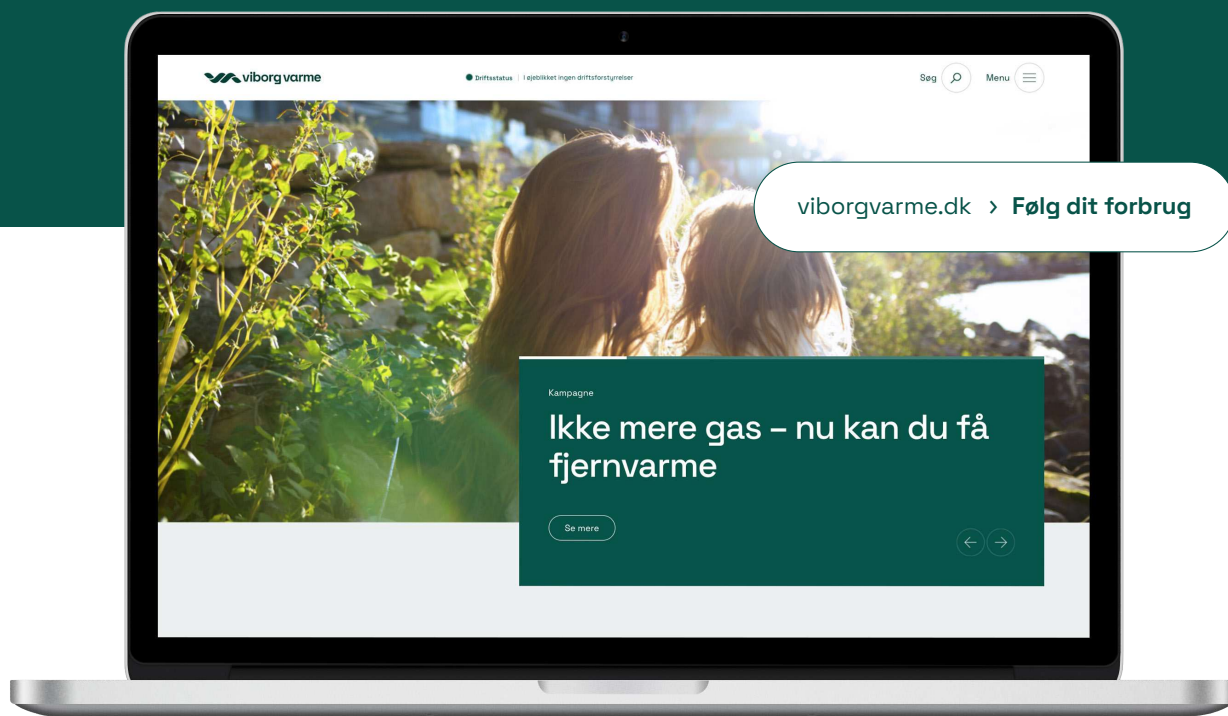 viborg varme
Driftsstatus | I øjeblikket ingen driftsforstyrrelser
Søg
Menu
viborgvarme.dk > Følg dit forbrug
Kampagne
Ikke mere gas – nu kan du få
fjernvarme
Se mere